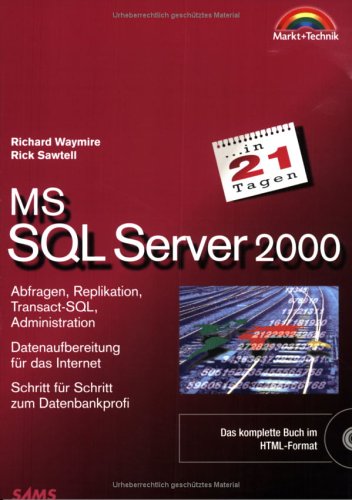 Urheberrechtlich geschütztes Material
Markt+Technik
Richard Waymire
Rick Sawtell
...in
21
Tagen
MS
SQL Server 2000
Abfragen, Replikation,
Transact-SQL,
Administration
Datenaufbereitung
für das Internet
Schritt für Schritt
zum Datenbankprofi
Das komplette Buch im
HTML-Format
SAMS
Urheberrechtlich geschütztes Material